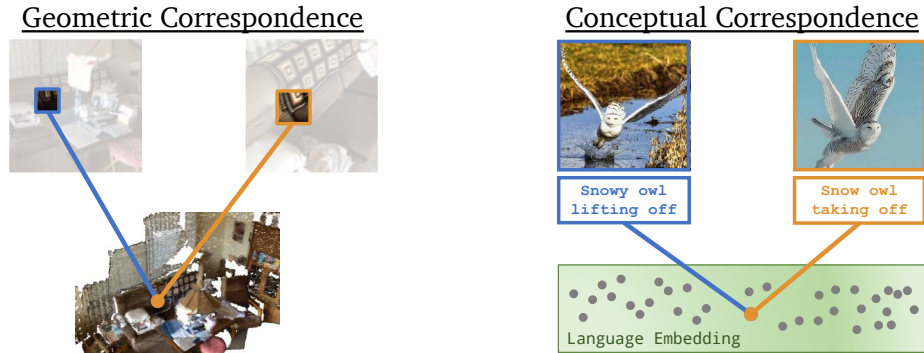 Geometric Correspondence
Conceptual Correspondence
Snowy owl
lifting off
Snow owl
taking off
Language Embedding